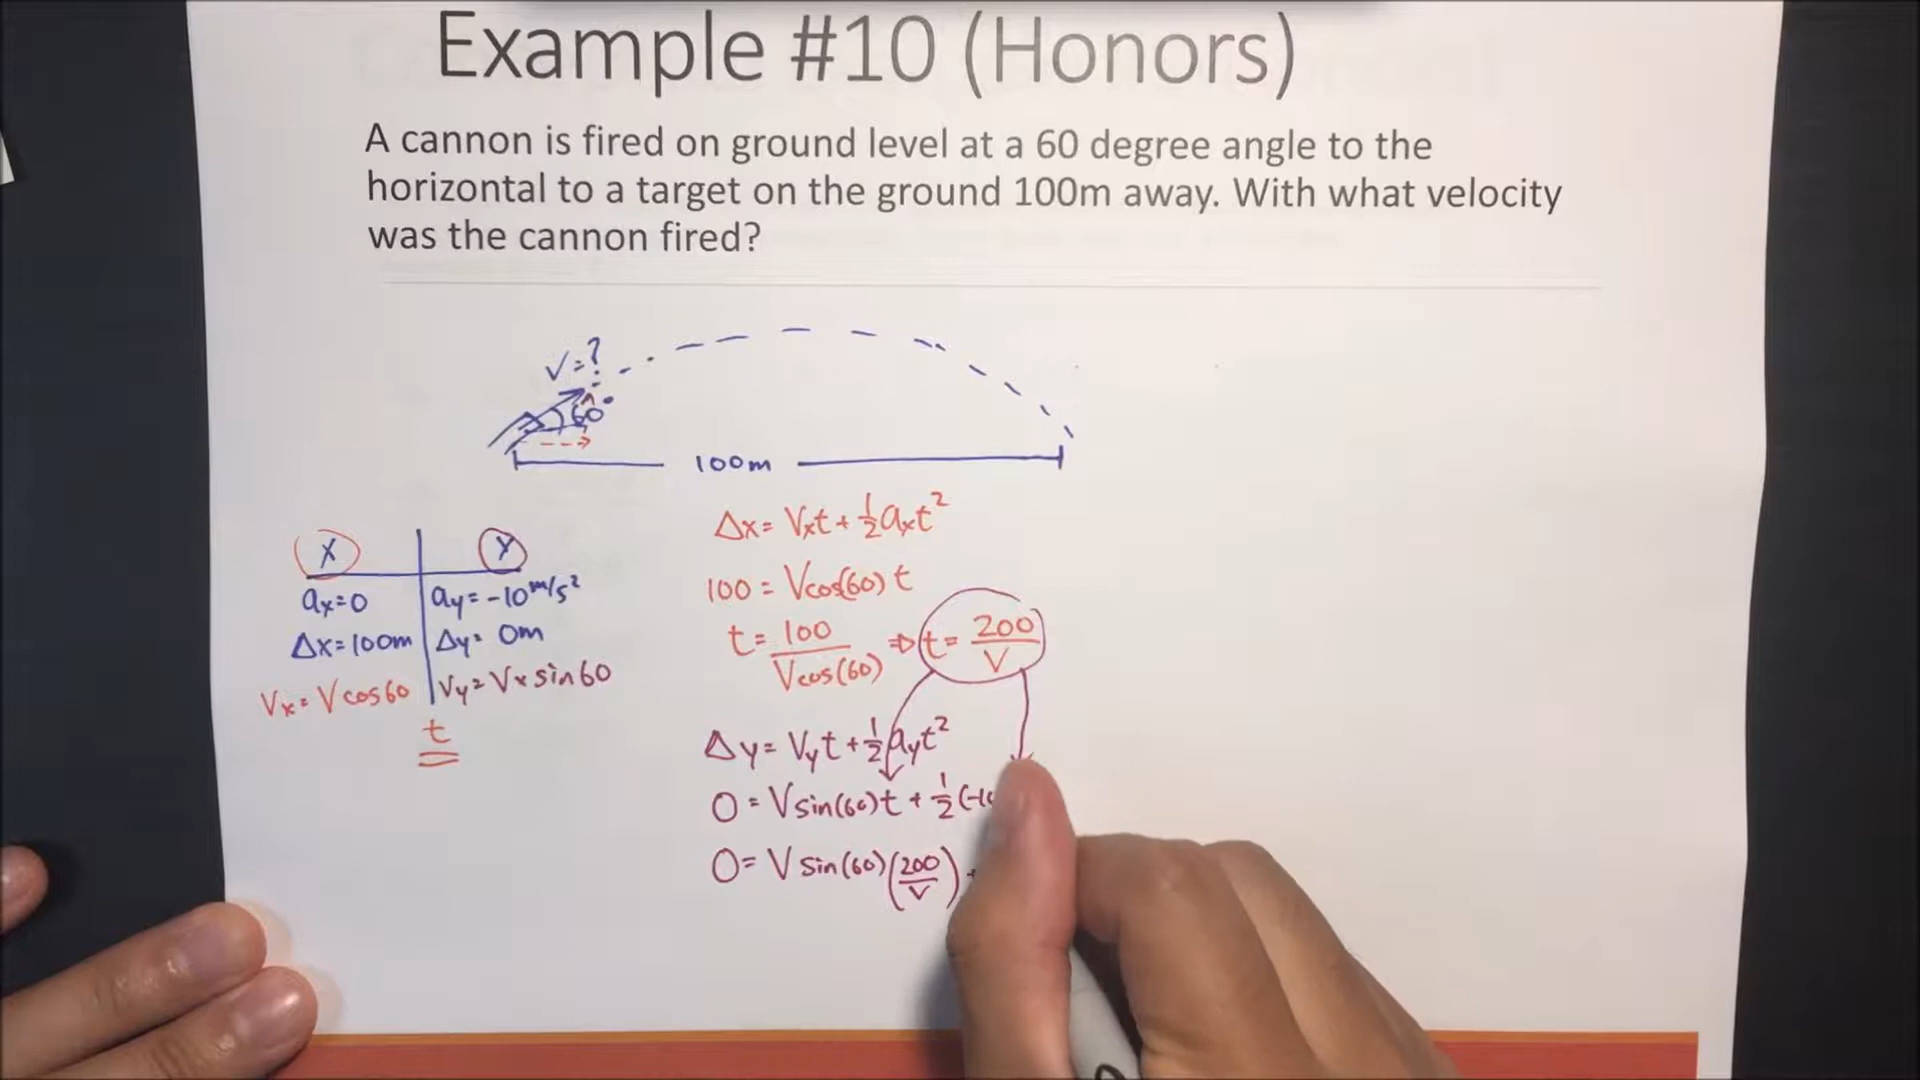 Example #10 (Honors)
A cannon is fired on ground level at a 60 degree angle to the
horizontal to a target on the ground 100m away. With what velocity
was the cannon fired?
V=?
60
100m
X
Y
ax=0
ay=-10m/s²
Δx=100m
Δy= 0m
Vx= Vcos60
Vy=V×sin60
t
Δx= Vxt+½axt²
100 = Vcos(60)t
t= 100/Vcos(60) ⇒ t= 200/V
Δy= Vyt+½ayt²
0 = Vsin(60)t + ½(-1
0= V sin(60)(200/V)